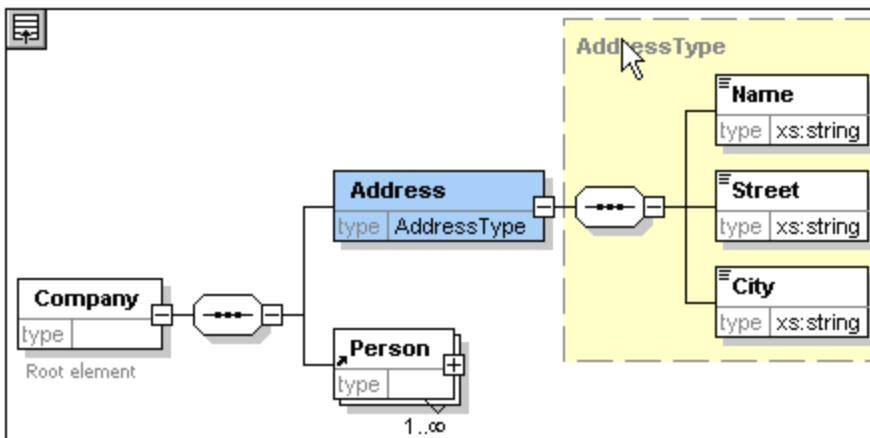 AddressType
Name
type xs:string
Address
type AddressType
Street
type xs:string
City
type xs:string
Company
type
Root element
Person
type
1..∞